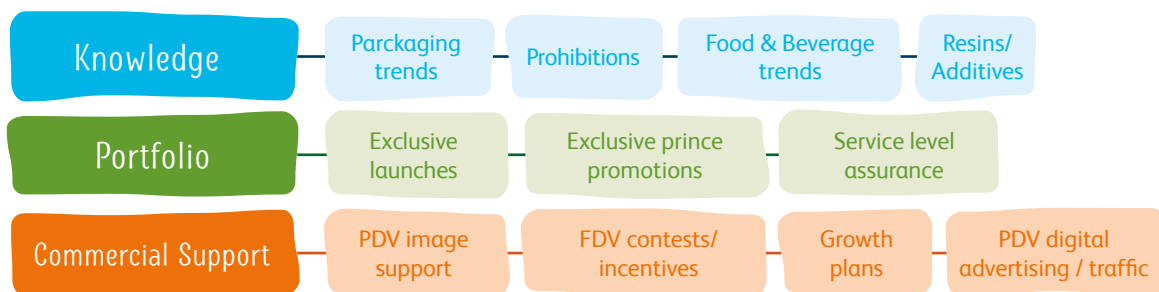 Knowledge
Parckaging
trends
Prohibitions
Food & Beverage
trends
Resins/
Additives
Portfolio
Exclusive
launches
Exclusive prince
promotions
Service level
assurance
Commercial Support
PDV image
support
FDV contests/
incentives
Growth
plans
PDV digital
advertising / traffic